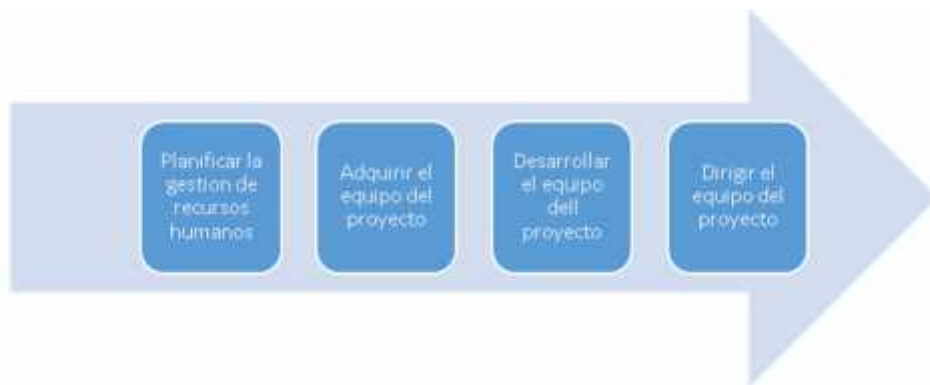 Planificar la
gestion de
recursos
humanos
Adquirir el
equipo del
proyecto
Desarrollar
el equipo
dell
proyecto
Dirigir el
equipo del
proyecto